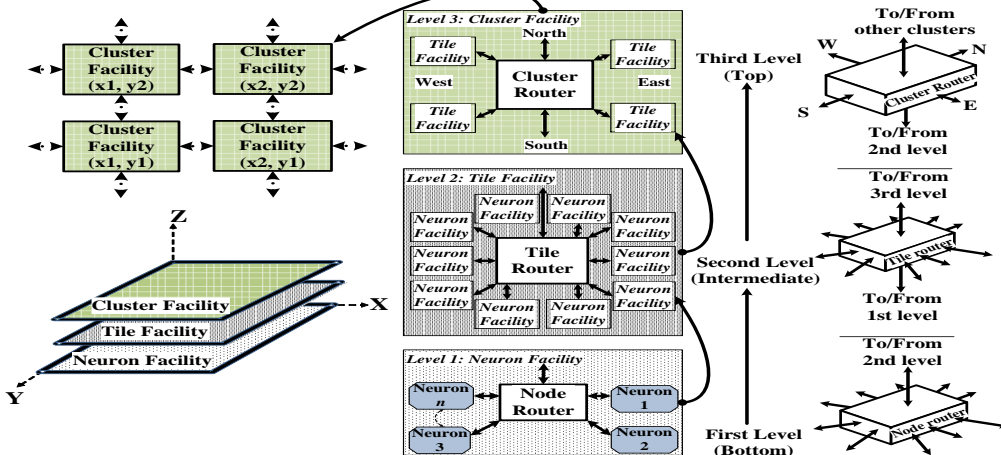 Cluster
Facility
(x1, y2)
Cluster
Facility
(x2, y2)
Cluster
Facility
(x1, y1)
Cluster
Facility
(x2, y1)
Z
X
Y
Cluster Facility
Tile Facility
Neuron Facility
Level 3: Cluster Facility
North
Tile
Facility
Tile
Facility
West
Cluster
Router
East
Tile
Facility
Tile
Facility
South
Level 2: Tile Facility
Neuron
Facility
Neuron
Facility
Neuron
Facility
Neuron
Facility
Neuron
Facility
Tile
Router
Neuron
Facility
Neuron
Facility
Neuron
Facility
Neuron
Facility
Neuron
Facility
Level 1: Neuron Facility
Neuron
n
Node
Router
Neuron
1
Neuron
3
Neuron
2
Third Level
(Top)
Second Level
(Intermediate)
First Level
(Bottom)
To/From
other clusters
W
N
Cluster Router
S
E
To/From
2nd level
To/From
3rd level
Tile router
To/From
1st level
To/From
2nd level
Node router